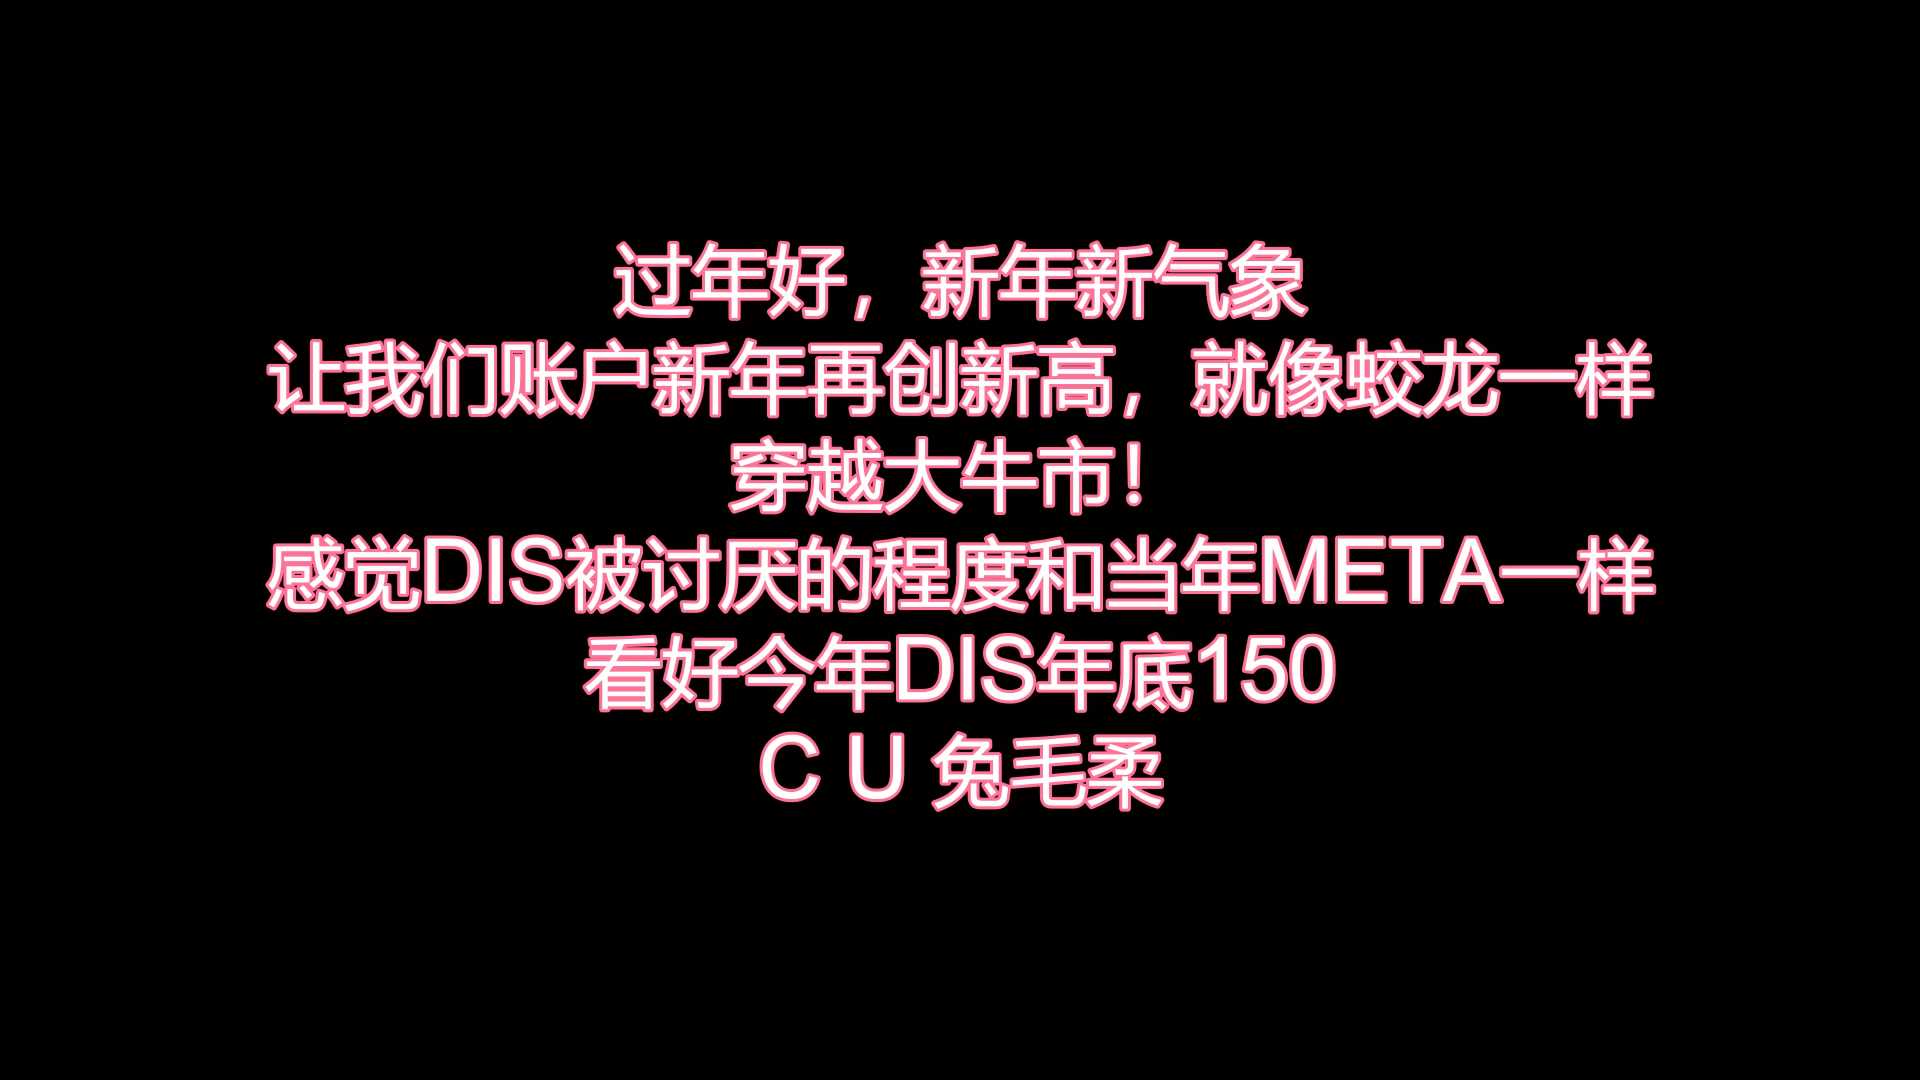 过年好，新年新气象
让我们账户新年再创新高，就像蛟龙一样
穿越大牛市！
感觉DIS被讨厌的程度和当年META一样
看好今年DIS年底150
C U 兔毛柔